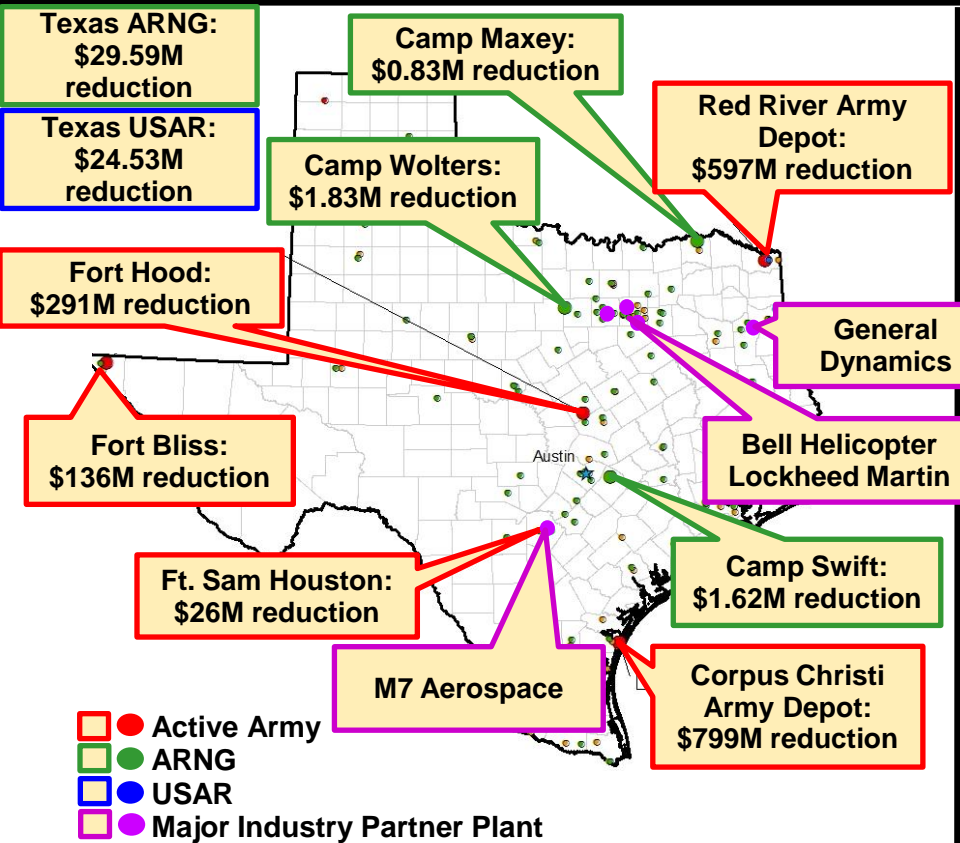 Texas ARNG:
$29.59M
reduction
Texas USAR:
$24.53M
reduction
Camp Maxey:
$0.83M reduction
Red River Army
Depot:
$597M reduction
Camp Wolters:
$1.83M reduction
Fort Hood:
$291M reduction
General
Dynamics
Fort Bliss:
$136M reduction
Bell Helicopter
Lockheed Martin
Austin
Ft. Sam Houston:
$26M reduction
Camp Swift:
$1.62M reduction
M7 Aerospace
Corpus Christi
Army Depot:
$799M reduction
Active Army
ARNG
USAR
Major Industry Partner Plant